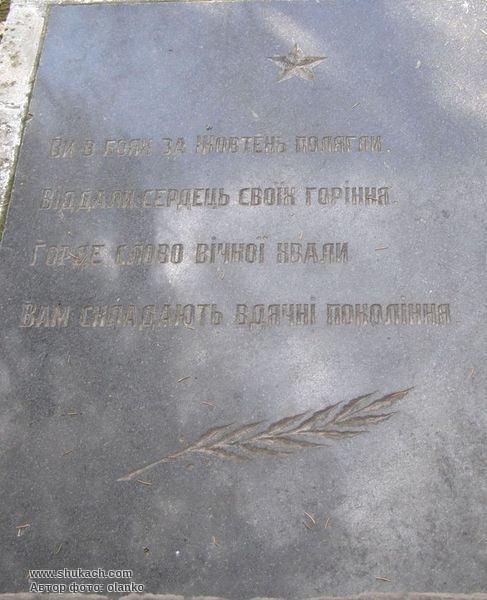 Ви в боях за Жовтень полягли.
Віддали сердець своїх горіння.
Горде слово вічної хвали
Вам складають вдячні покоління.
www.shukach.com
Автор фото: olanko